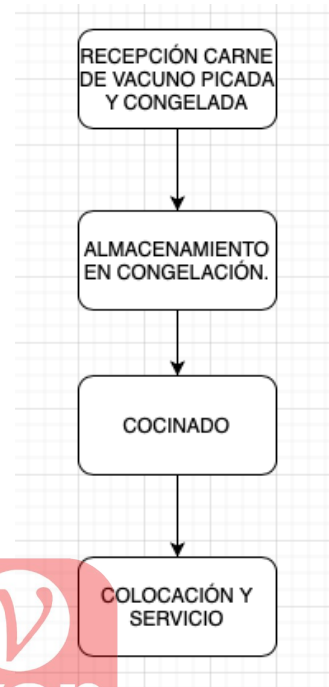 RECEPCIÓN CARNE
DE VACUNO PICADA
Y CONGELADA
ALMACENAMIENTO
EN CONGELACIÓN.
COCINADO
COLOCACIÓN Y
SERVICIO